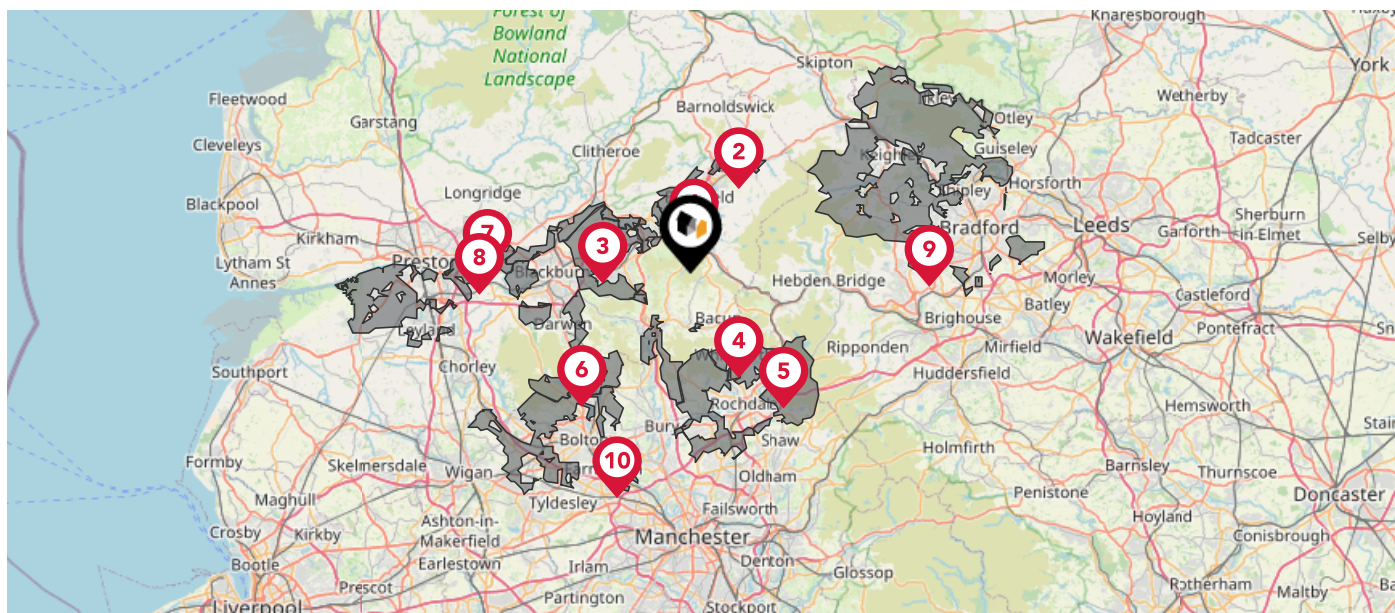 Knaresborough
Forest of
Bowland
National
Landscape
Skipton
York
Fleetwood
Wetherby
Barnoldswick
Garstang
Otley
Tadcaster
Cleveleys
Clitheroe
2
Guiseley
Keighley
Longridge
Horsforth
Blackpool
Sherburn
in-Elmet
Leeds
Garforth
Bradford
7
Kirkham
3
9
8
Lytham St
Annes
Preston
Blackburn
Hebden Bridge
Morley
Castleford
Batley
Brighouse
Pontefract
Leyland
Darwen
Wakefield
4
Ripponden
Mirfield
Chorley
6
5
Southport
Huddersfield
Rochdale
Hemsworth
Bury
Bolton
Shaw
Holmfirth
10
Formby
Skelmersdale
Wigan
Barnsley
Thurnscoe
Oldham
Maghull
Tyldesley
Penistone
Doncaster
Failsworth
Hoyland
Crosby
Kirkby
Ashton-in-
Makerfield
Manchester
Conisbrough
Bootle
Earlestown
Irlam
Denton
Glossop
Prescot
Rotherham
Maltby
Partington
Liverpool
Stockport